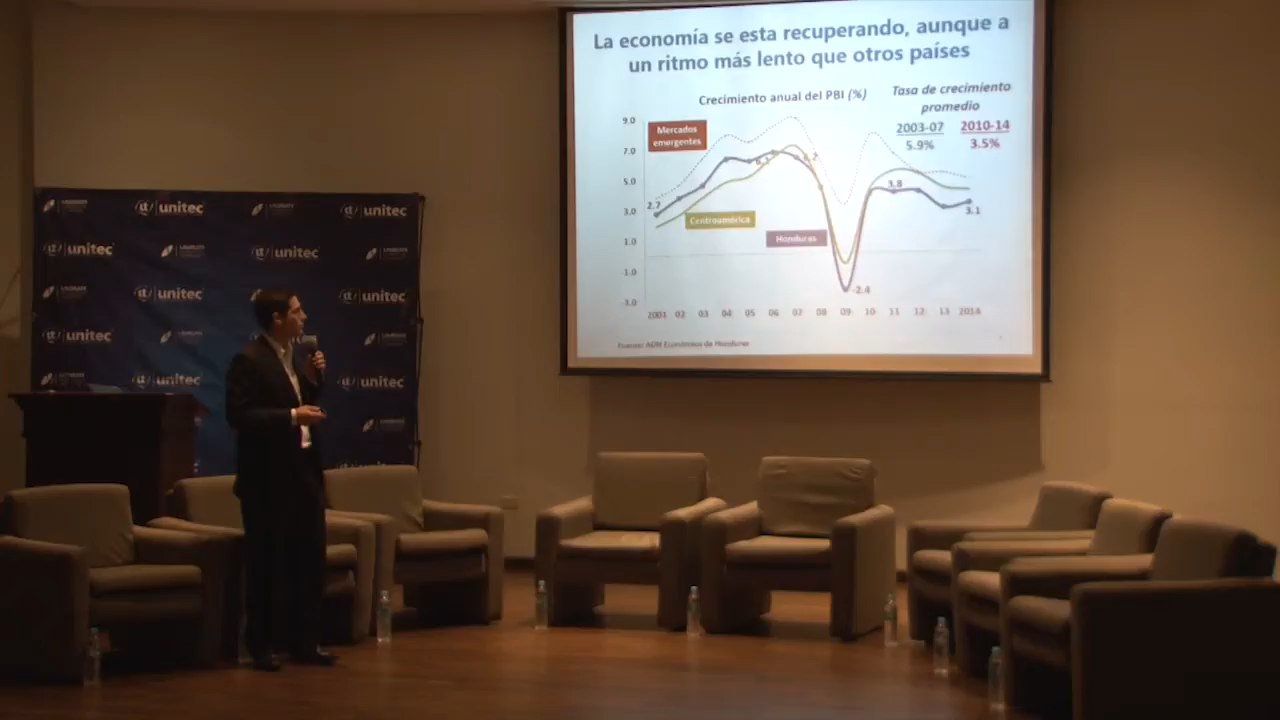 La economía se esta recuperando, aunque a
un ritmo más lento que otros países
Crecimiento anual del PBI (%)
Tasa de crecimiento
promedio
2003-07 2010-14
5.9% 3.5%
9.0
7.0
5.0
3.0
1.0
-1.0
-3.0
Mercados
emergentes
Centroamérica
Honduras
2.7
6.2
3.8
-2.4
3.1
2001 02 03 04 05 06 07 08 09 10 11 12 13 2014
unitec
unitec
unitec
unitec
unitec
unitec
unitec
unitec
unitec